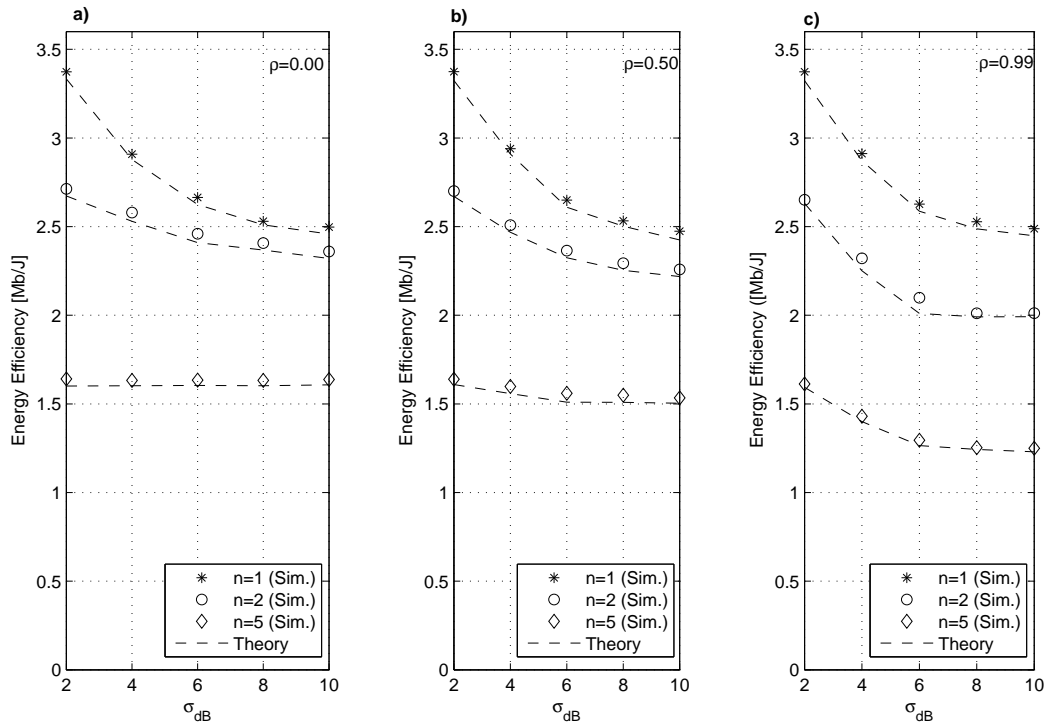 a)
ρ=0.00
3.5
3
2.5
2
1.5
1
0.5
0
Energy Efficiency [Mb/J]
n=1 (Sim.)
n=2 (Sim.)
n=5 (Sim.)
Theory
2 4 6 8 10
σdB
b)
ρ=0.50
3.5
3
2.5
2
1.5
1
0.5
0
Energy Efficiency [Mb/J]
n=1 (Sim.)
n=2 (Sim.)
n=5 (Sim.)
Theory
2 4 6 8 10
σdB
c)
ρ=0.99
3.5
3
2.5
2
1.5
1
0.5
0
Energy Efficiency ([Mb/J]
n=1 (Sim.)
n=2 (Sim.)
n=5 (Sim.)
Theory
2 4 6 8 10
σdB